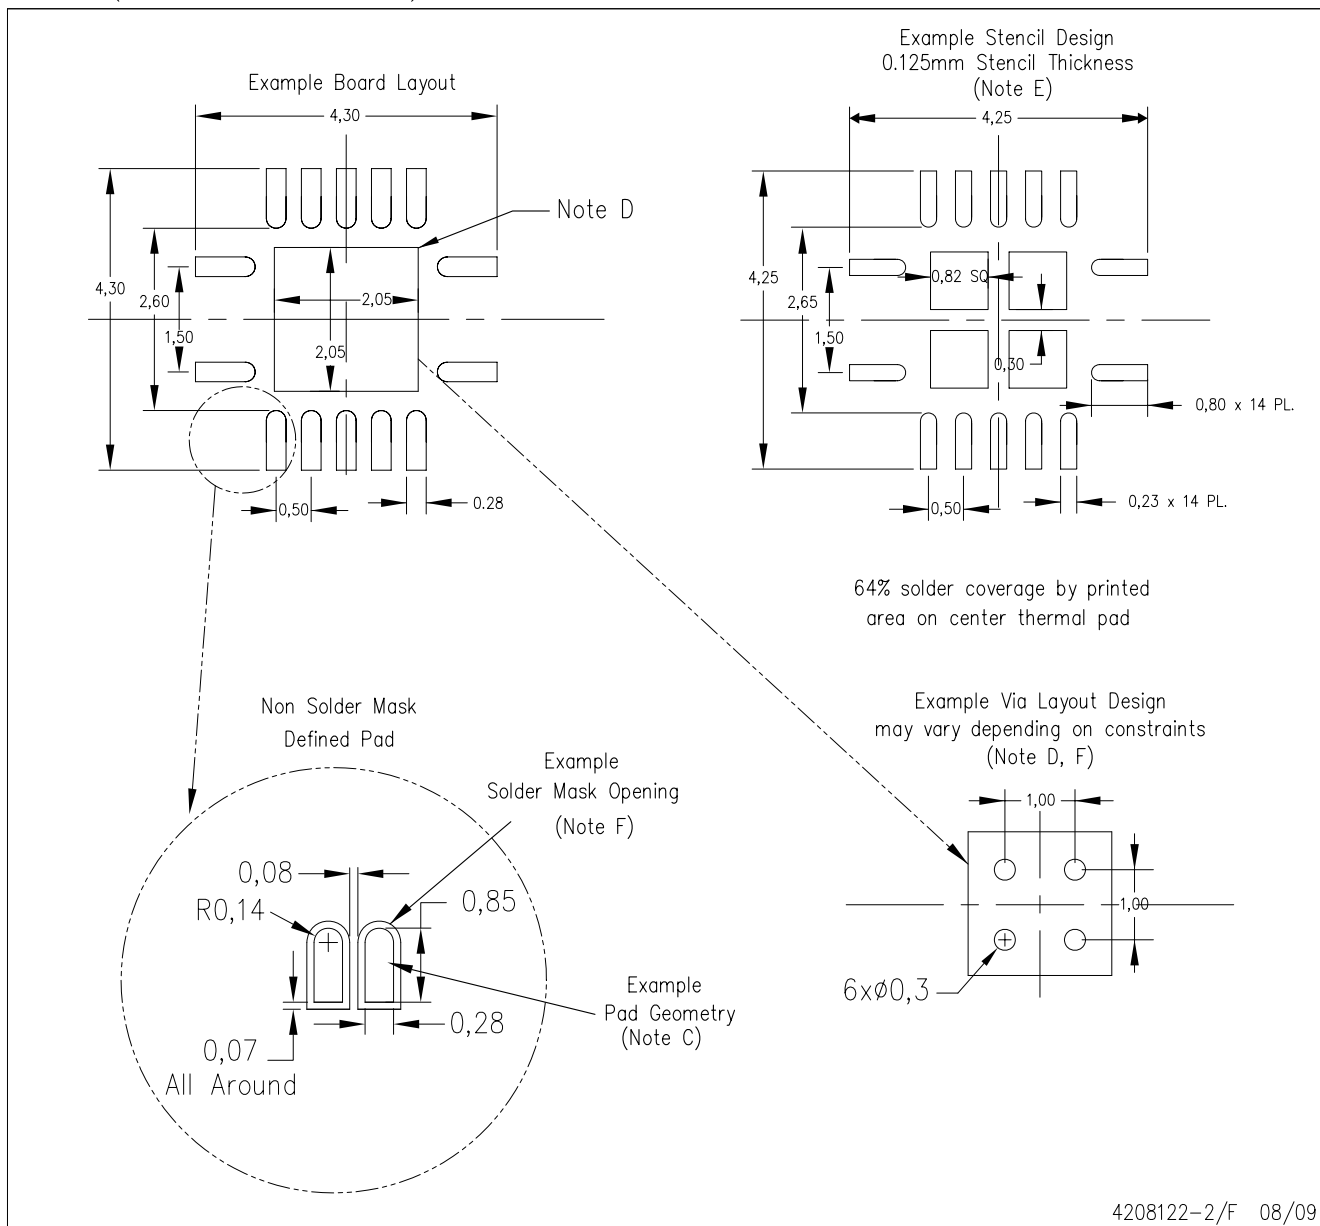 Example Board Layout
4,30
Note D
4,30
2,60
1,50
2,05
2,05
0,50
0.28
Example Stencil Design
0.125mm Stencil Thickness
(Note E)
4,25
4,25
2,65
1,50
0,82 SQ
0,30
0,80 x 14 PL.
0,50
0,23 x 14 PL.
64% solder coverage by printed
area on center thermal pad
Non Solder Mask
Defined Pad
Example
Solder Mask Opening
(Note F)
0,08
R0,14
0,85
0,28
0,07
All Around
Example
Pad Geometry
(Note C)
Example Via Layout Design
may vary depending on constraints
(Note D, F)
1,00
1,00
6xø0,3
4208122-2/F 08/09